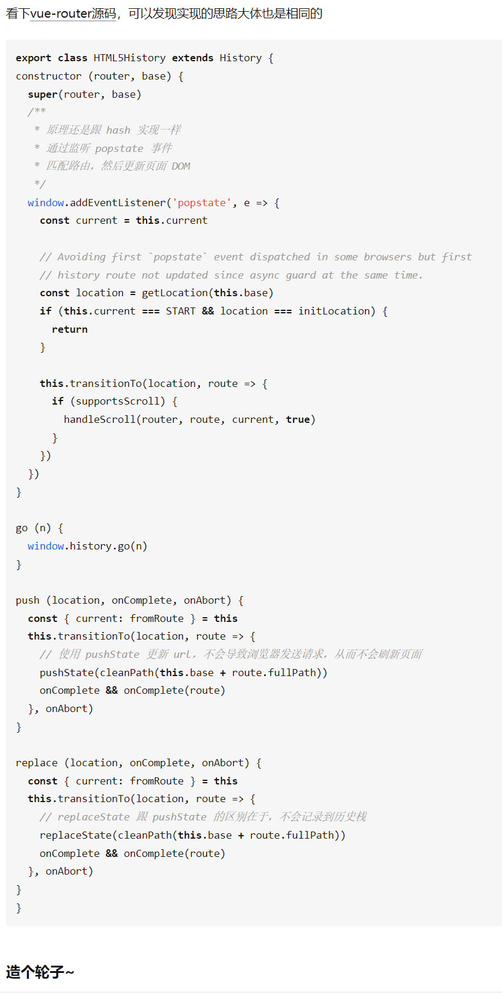 看下vue-router源码，可以发现实现的思路大体也是相同的
export class HTML5History extends History {
constructor (router, base) {
  super(router, base)
  /**
   * 原理还是跟 hash 实现一样
   * 通过监听 popstate 事件
   * 匹配路由，然后更新页面 DOM
   */
  window.addEventListener('popstate', e => {
    const current = this.current

    // Avoiding first `popstate` event dispatched in some browsers but first
    // history route not updated since async guard at the same time.
    const location = getLocation(this.base)
    if (this.current === START && location === initLocation) {
      return
    }

    this.transitionTo(location, route => {
      if (supportsScroll) {
        handleScroll(router, route, current, true)
      }
    })
  })
}

go (n) {
  window.history.go(n)
}

push (location, onComplete, onAbort) {
  const { current: fromRoute } = this
  this.transitionTo(location, route => {
    // 使用 pushState 更新 url，不会导致浏览器发送请求，从而不会刷新页面
    pushState(cleanPath(this.base + route.fullPath))
    onComplete && onComplete(route)
  }, onAbort)
}

replace (location, onComplete, onAbort) {
  const { current: fromRoute } = this
  this.transitionTo(location, route => {
    // replaceState 跟 pushState 的区别在于，不会记录到历史栈
    replaceState(cleanPath(this.base + route.fullPath))
    onComplete && onComplete(route)
  }, onAbort)
}
}
造个轮子~